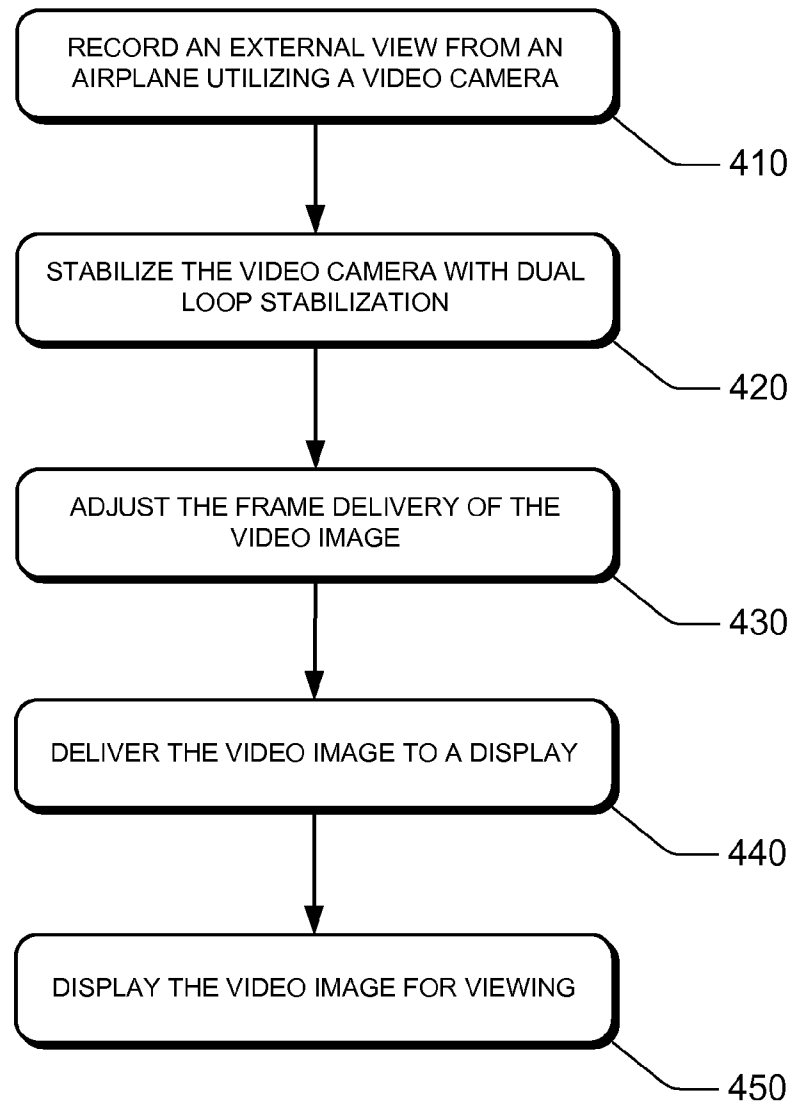 RECORD AN EXTERNAL VIEW FROM AN
AIRPLANE UTILIZING A VIDEO CAMERA
410
STABILIZE THE VIDEO CAMERA WITH DUAL
LOOP STABILIZATION
420
ADJUST THE FRAME DELIVERY OF THE
VIDEO IMAGE
430
DELIVER THE VIDEO IMAGE TO A DISPLAY
440
DISPLAY THE VIDEO IMAGE FOR VIEWING
450